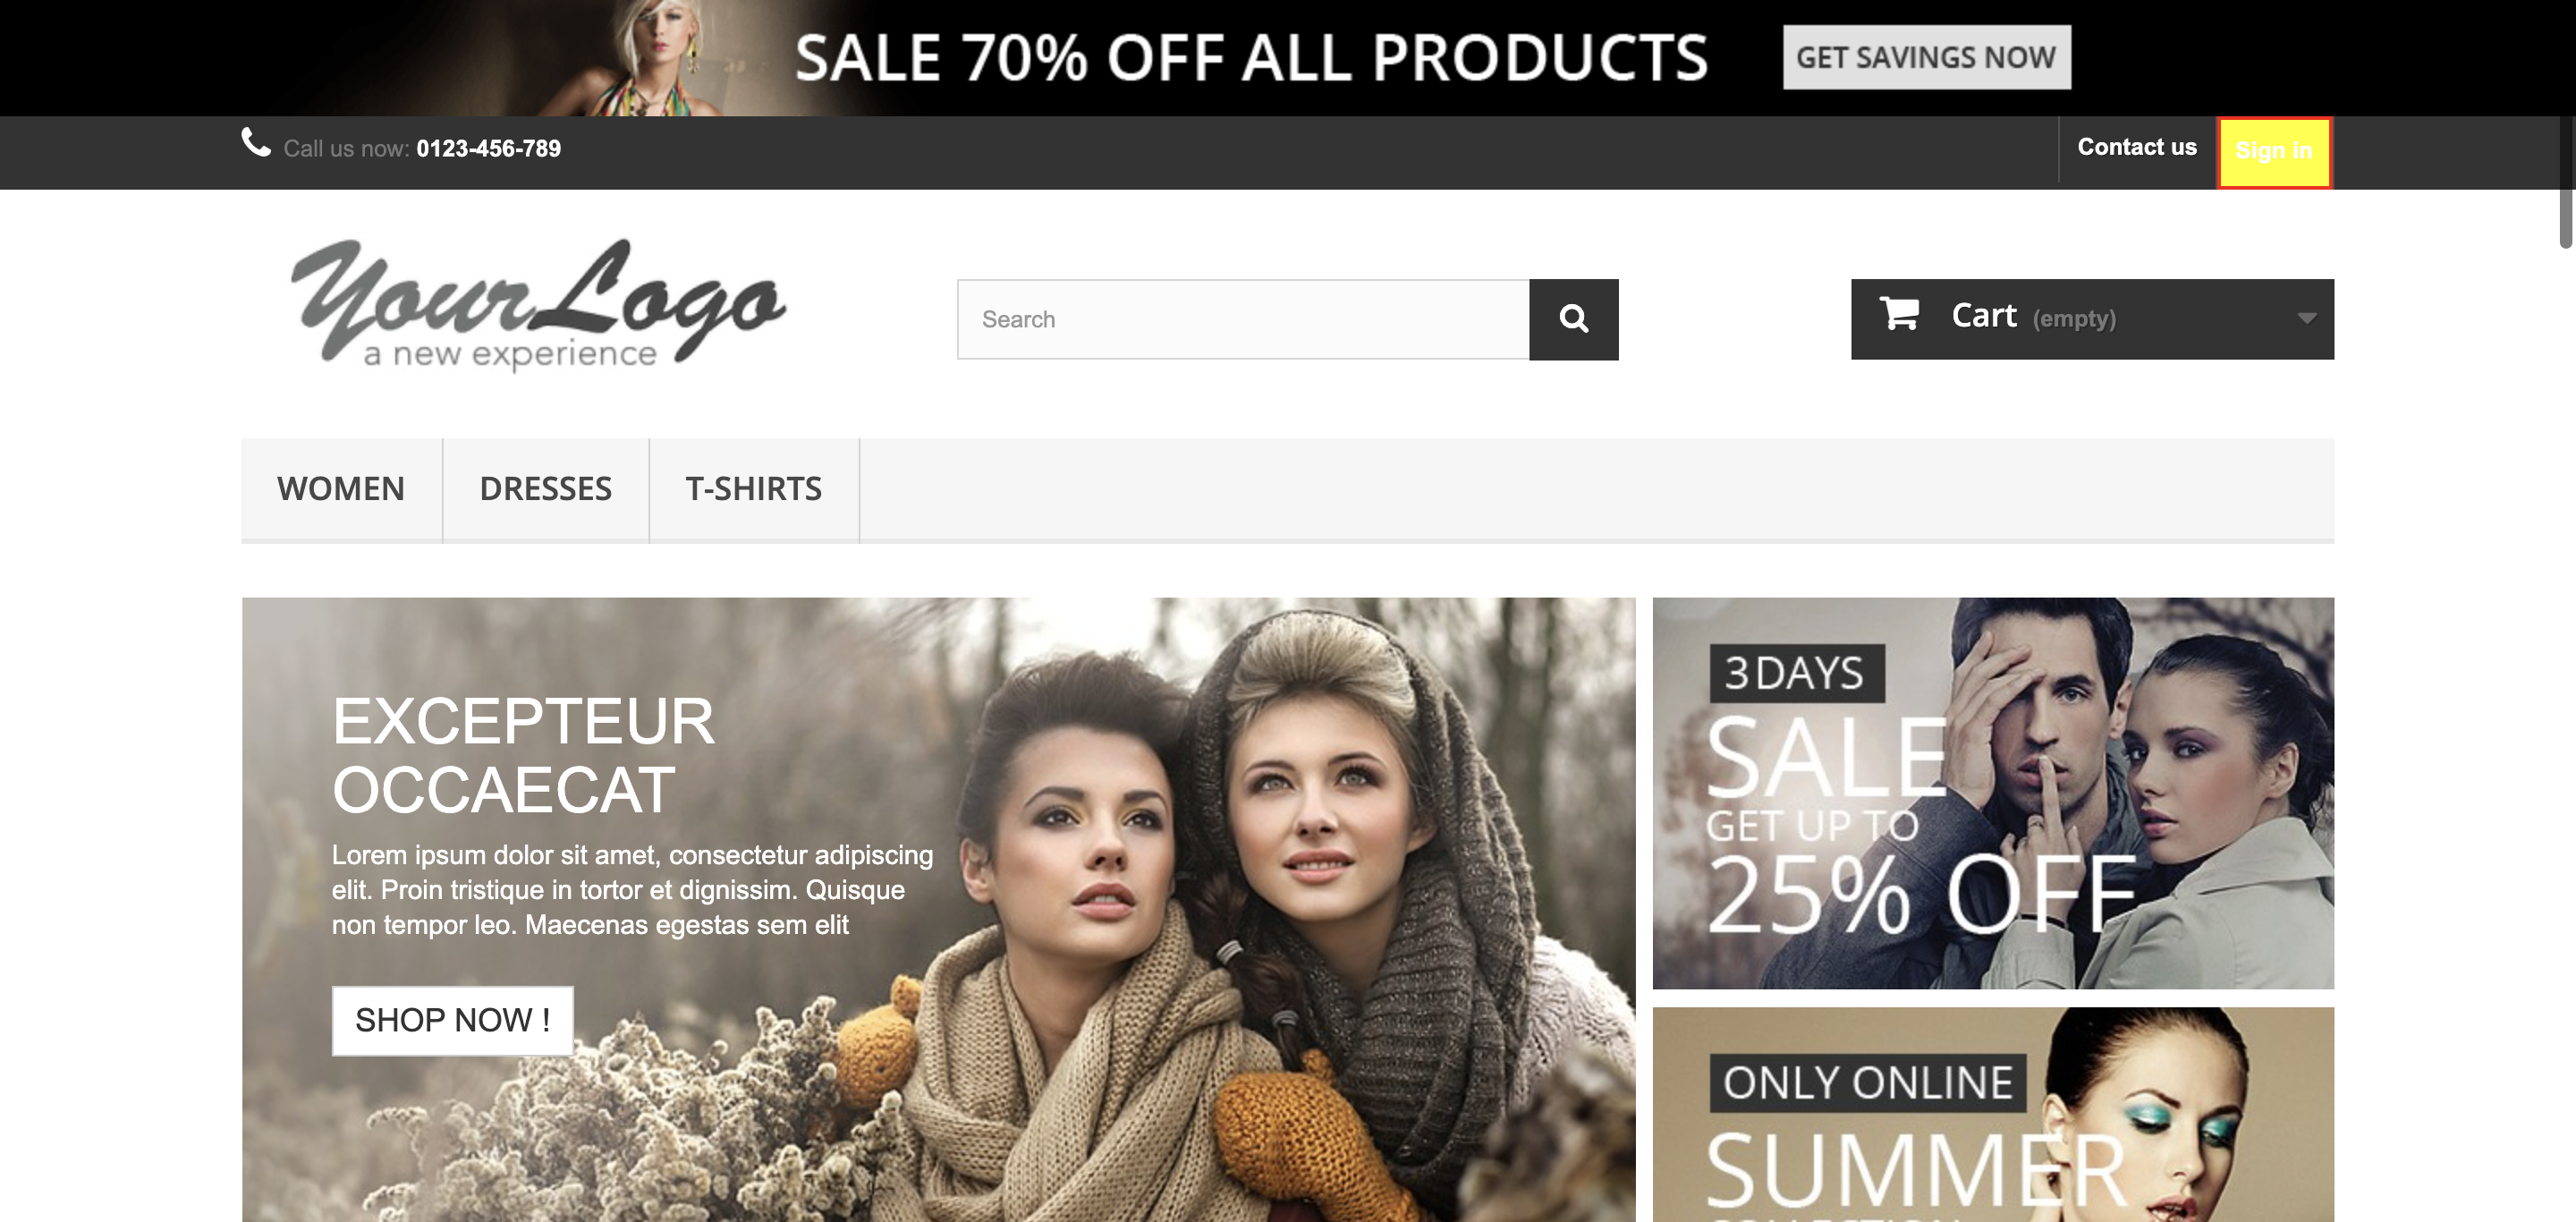 SALE 70% OFF ALL PRODUCTS
GET SAVINGS NOW
Call us now: 0123-456-789
Contact us
Sign in
YourLogo
a new experience
Search
Cart (empty)
WOMEN
DRESSES
T-SHIRTS
EXCEPTEUR
OCCAECAT
Lorem ipsum dolor sit amet, consectetur adipiscing
elit. Proin tristique in tortor et dignissim. Quisque
non tempor leo. Maecenas egestas sem elit
SHOP NOW !
3 DAYS
SALE
GET UP TO
25% OFF
ONLY ONLINE
SUMMER